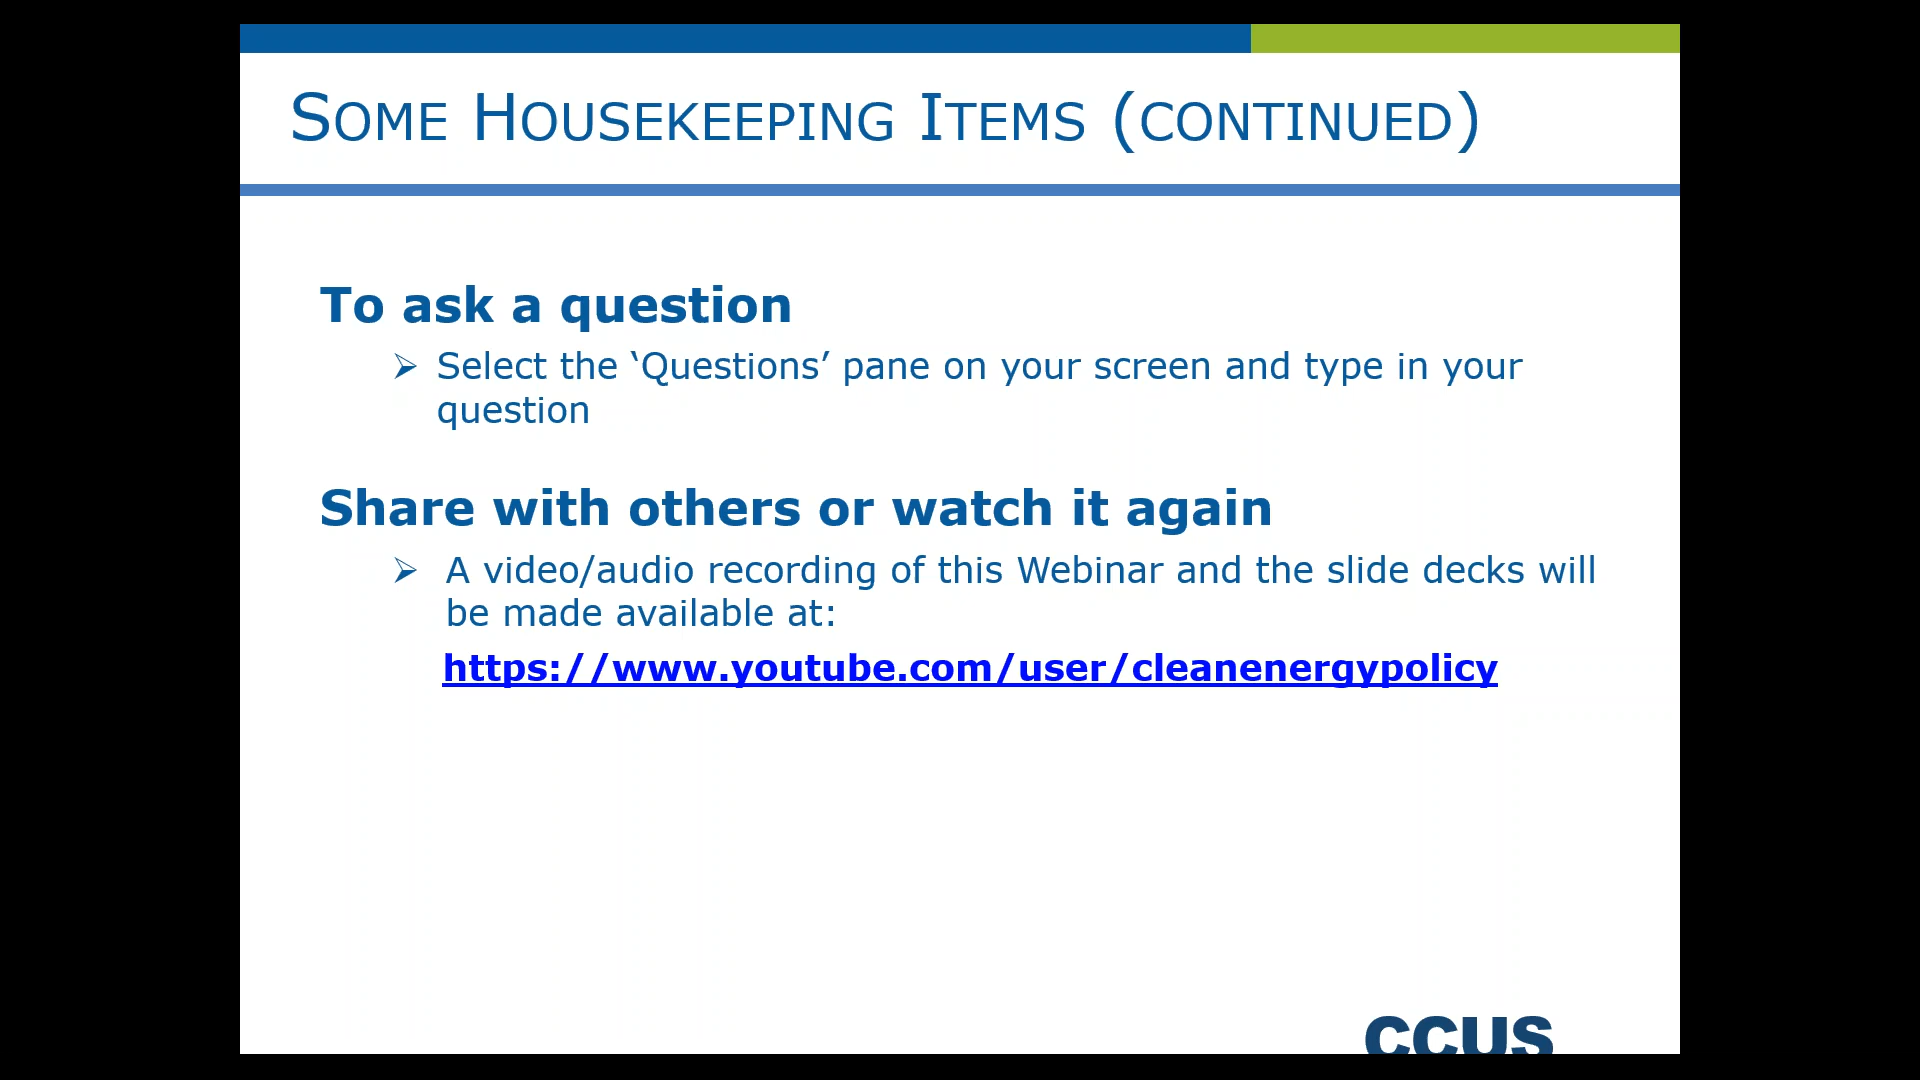 Some Housekeeping Items (continued)
To ask a question
➢ Select the ‘Questions’ pane on your screen and type in your
question
Share with others or watch it again
➢ A video/audio recording of this Webinar and the slide decks will
be made available at:
https://www.youtube.com/user/cleanenergypolicy
CCUS